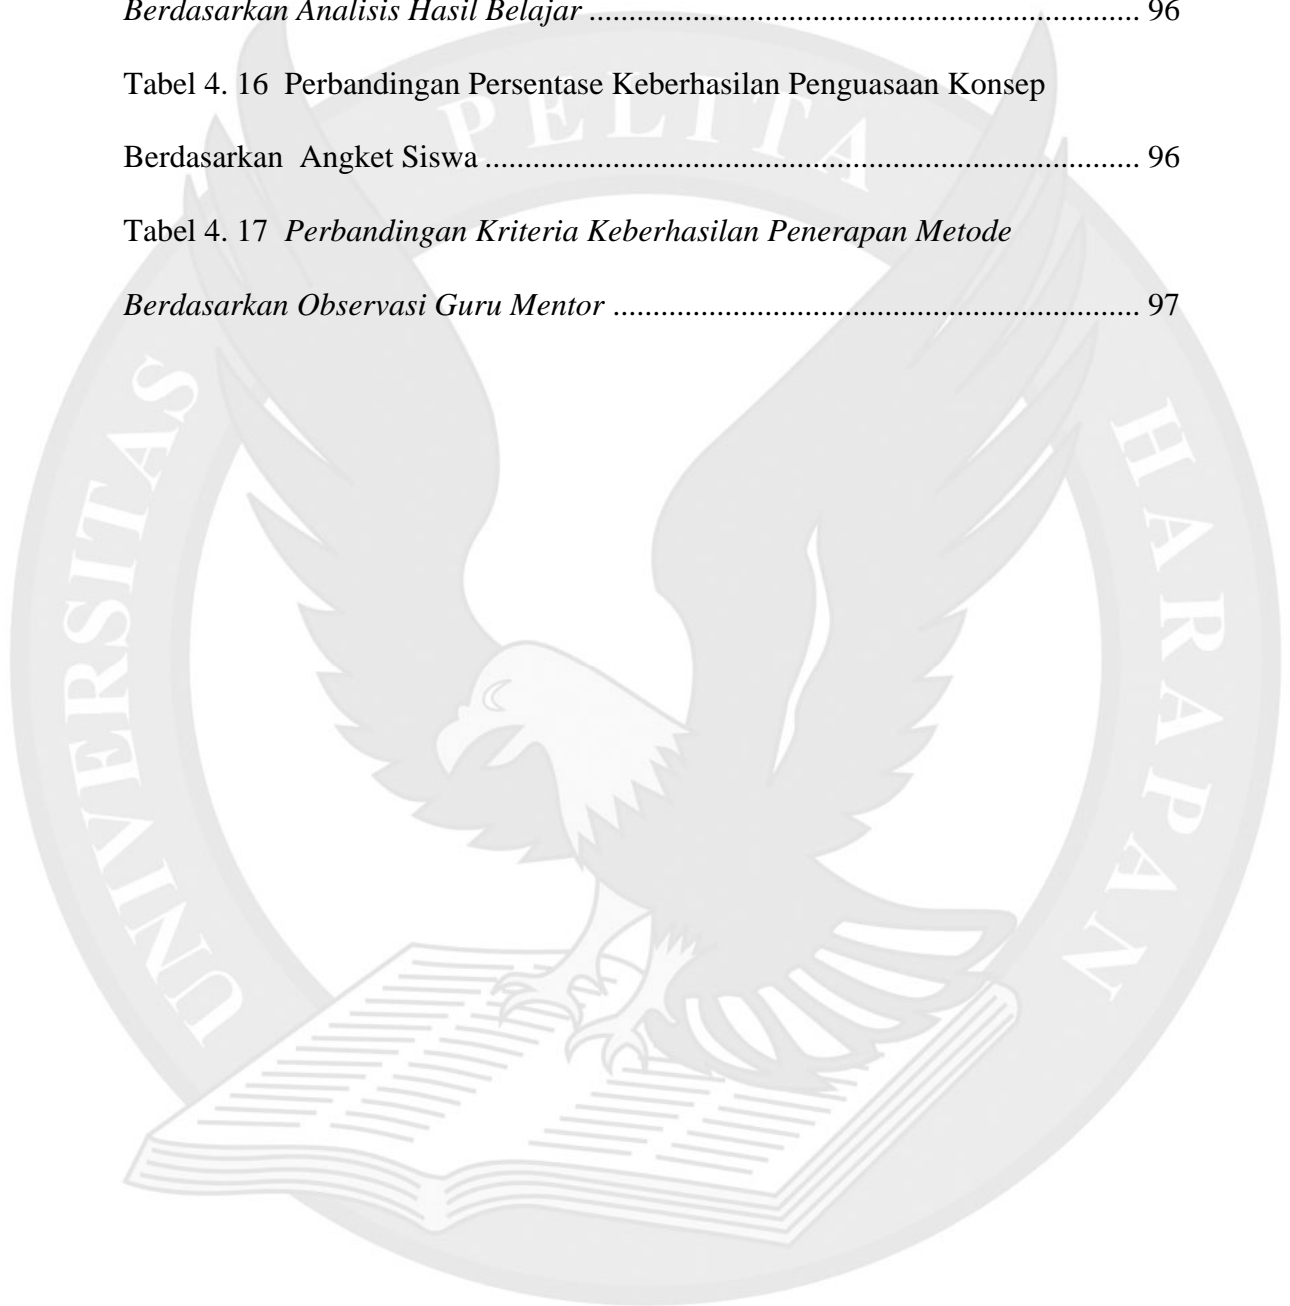 Berdasarkan Analisis Hasil Belajar ..................................................................... 96
Tabel 4. 16  Perbandingan Persentase Keberhasilan Penguasaan Konsep
Berdasarkan  Angket Siswa ................................................................................. 96
Tabel 4. 17  Perbandingan Kriteria Keberhasilan Penerapan Metode
Berdasarkan Observasi Guru Mentor .................................................................. 97
UNIVERSITAS PELITA HARAPAN